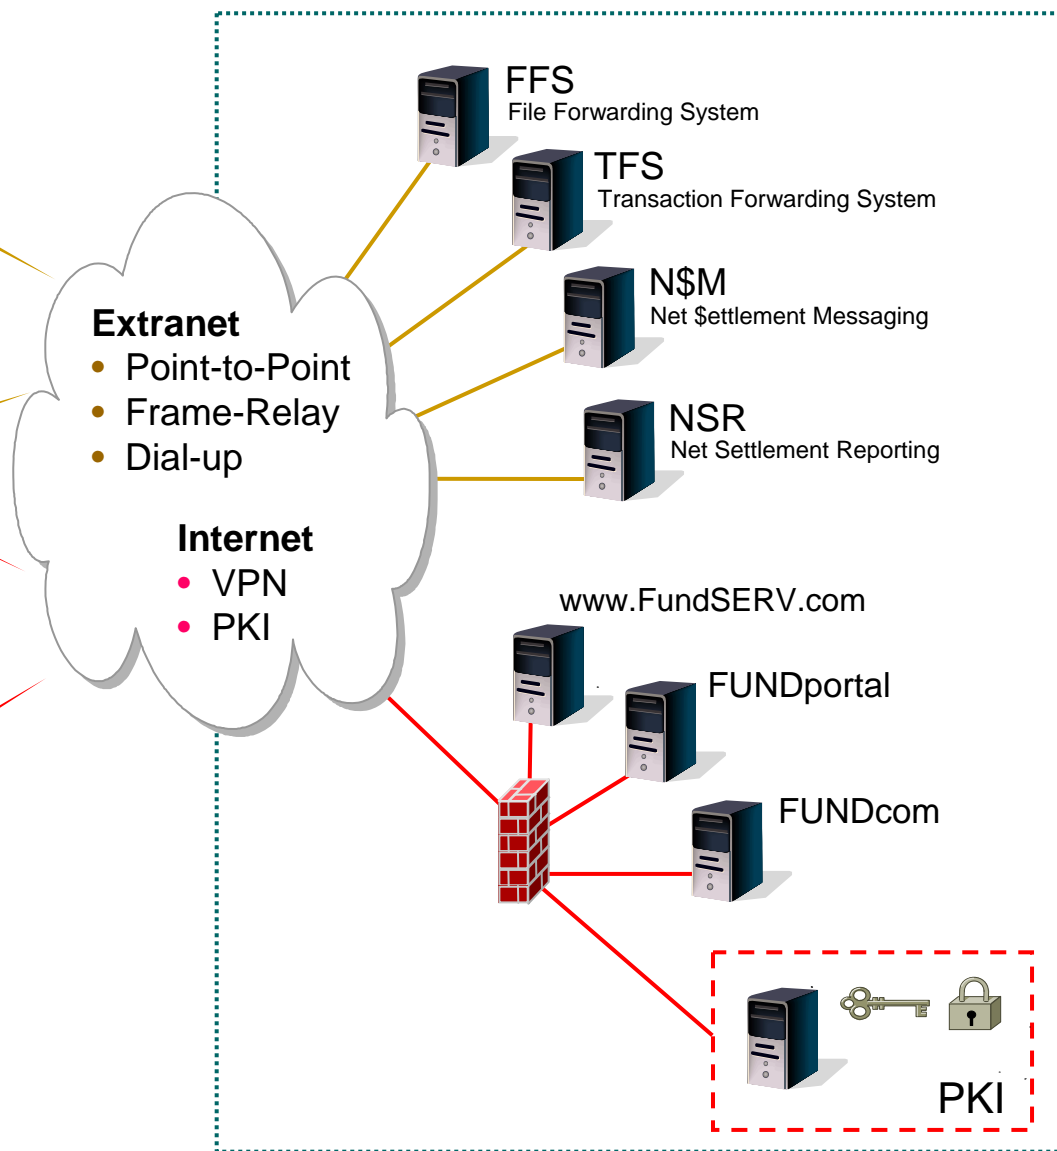 FFS
File Forwarding System
TFS
Transaction Forwarding System
N$M
Net $ettlement Messaging
NSR
Net Settlement Reporting
Extranet
• Point-to-Point
• Frame-Relay
• Dial-up
Internet
• VPN
• PKI
www.FundSERV.com
FUNDportal
FUNDcom
PKI